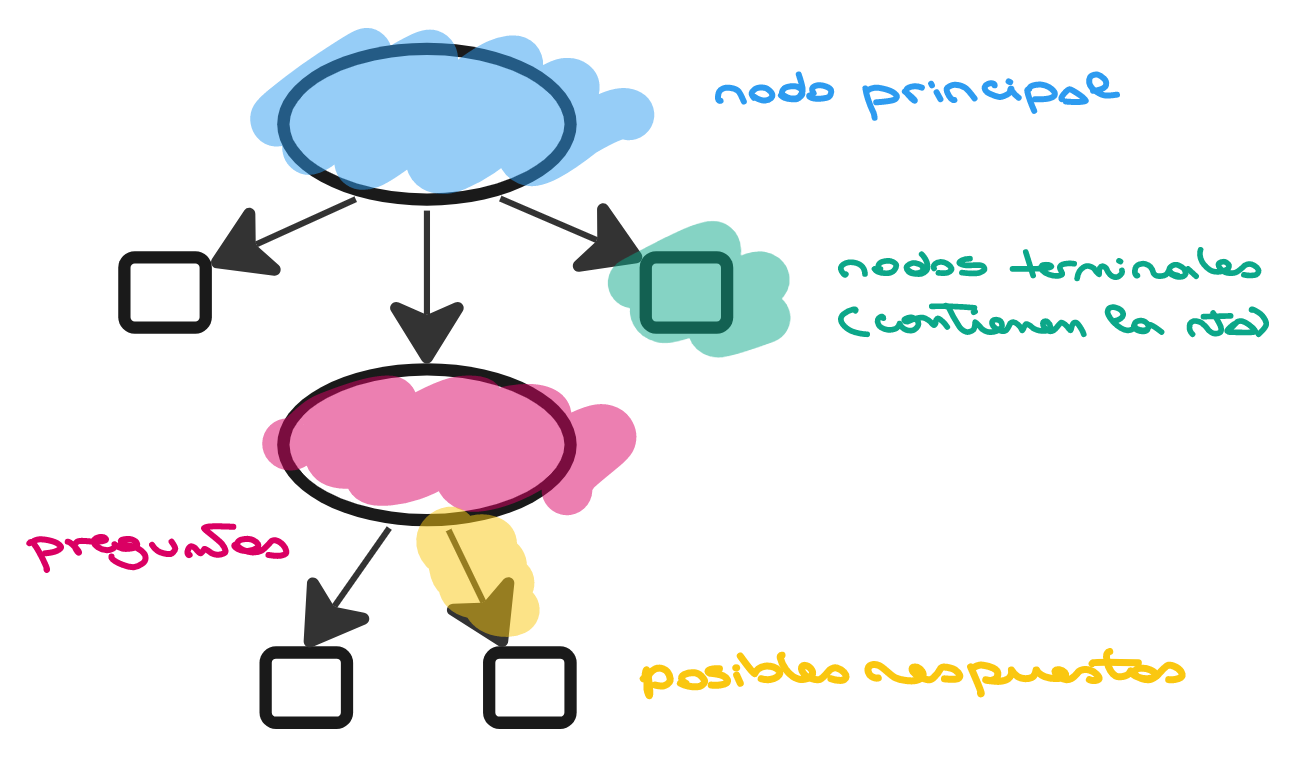 nodo principal
nodos terminales
(contienen la rta)
preguntas
posibles respuestas